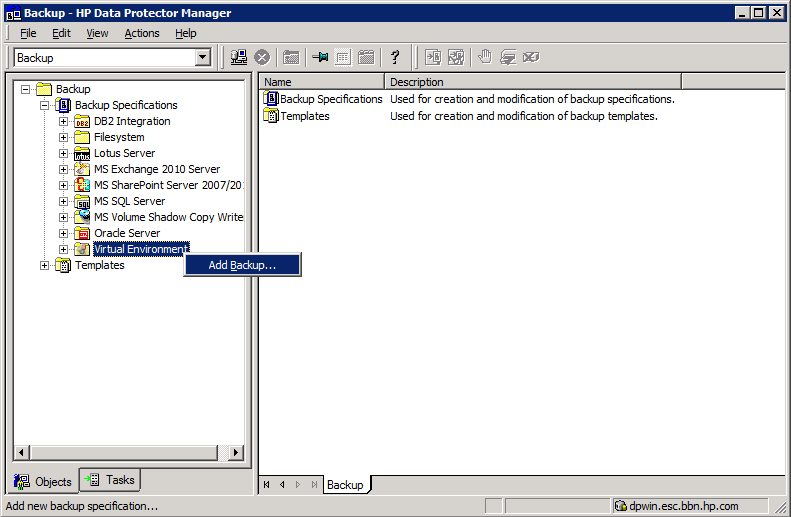 Backup - HP Data Protector Manager
File Edit View Actions Help
Backup
Name Description
Backup
Backup Specifications
DB2 Integration
Filesystem
Lotus Server
MS Exchange 2010 Server
MS SharePoint Server 2007/20
MS SQL Server
MS Volume Shadow Copy Write
Oracle Server
Virtual Environment
Templates
Add Backup...
Backup Specifications Used for creation and modification of backup specifications.
Templates Used for creation and modification of backup templates.
Objects Tasks
Backup
Add new backup specification...
dpwin.esc.bbn.hp.com